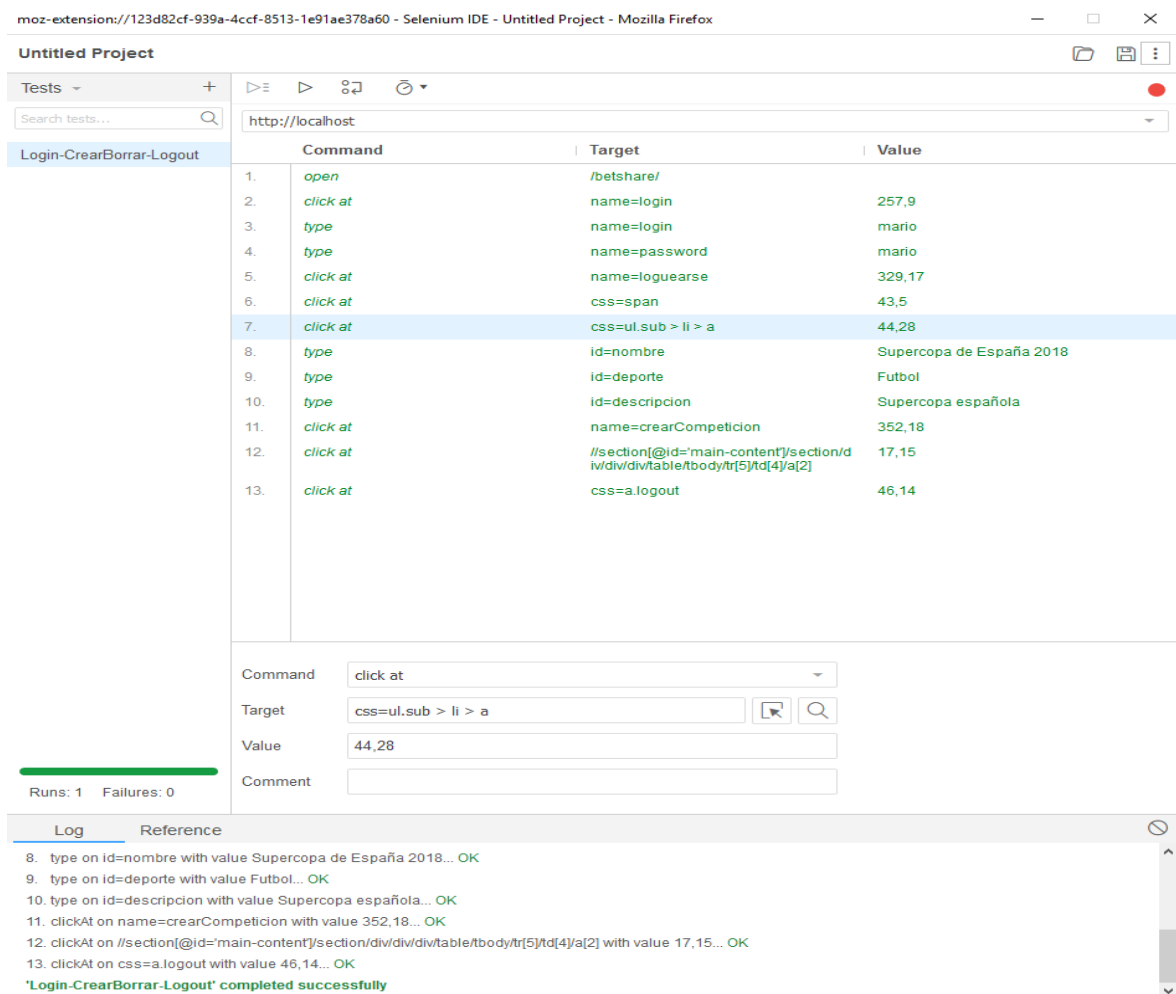 moz-extension://123d82cf-939a-4ccf-8513-1e91ae378a60 - Selenium IDE - Untitled Project - Mozilla Firefox
Untitled Project
Tests
Search tests...
http://localhost
Login-CrearBorrar-Logout
Command Target Value
1. open /betshare/
2. click at name=login 257,9
3. type name=login mario
4. type name=password mario
5. click at name=loguearse 329,17
6. click at css=span 43,5
7. click at css=ul.sub > li > a 44,28
8. type id=nombre Supercopa de España 2018
9. type id=deporte Futbol
10. type id=descripcion Supercopa española
11. click at name=crearCompeticion 352,18
12. click at //section[@id='main-content']/section/d 17,15
iv/div/div/table/tbody/tr[5]/td[4]/a[2]
13. click at css=a.logout 46,14
Command click at
Target css=ul.sub > li > a
Value 44,28
Comment
Runs: 1 Failures: 0
Log Reference
8. type on id=nombre with value Supercopa de España 2018... OK
9. type on id=deporte with value Futbol... OK
10. type on id=descripcion with value Supercopa española... OK
11. clickAt on name=crearCompeticion with value 352,18... OK
12. clickAt on //section[@id='main-content']/section/div/div/div/table/tbody/tr[5]/td[4]/a[2] with value 17,15... OK
13. clickAt on css=a.logout with value 46,14... OK
'Login-CrearBorrar-Logout' completed successfully